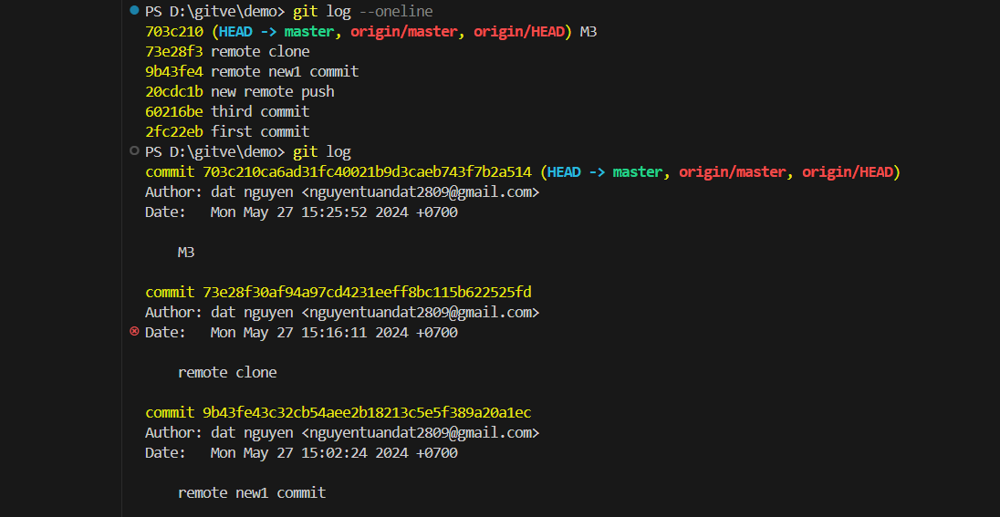 PS D:\gitve\demo> git log --oneline
703c210 (HEAD -> master, origin/master, origin/HEAD) M3
73e28f3 remote clone
9b43fe4 remote new1 commit
20cdc1b new remote push
60216be third commit
2fc22eb first commit
PS D:\gitve\demo> git log
commit 703c210ca6ad31fc40021b9d3caeb743f7b2a514 (HEAD -> master, origin/master, origin/HEAD)
Author: dat nguyen <nguyentuandat2809@gmail.com>
Date:   Mon May 27 15:25:52 2024 +0700
    M3
commit 73e28f30af94a97cd4231eeff8bc115b622525fd
Author: dat nguyen <nguyentuandat2809@gmail.com>
Date:   Mon May 27 15:16:11 2024 +0700
    remote clone
commit 9b43fe43c32cb54aee2b18213c5e5f389a20a1ec
Author: dat nguyen <nguyentuandat2809@gmail.com>
Date:   Mon May 27 15:02:24 2024 +0700
    remote new1 commit